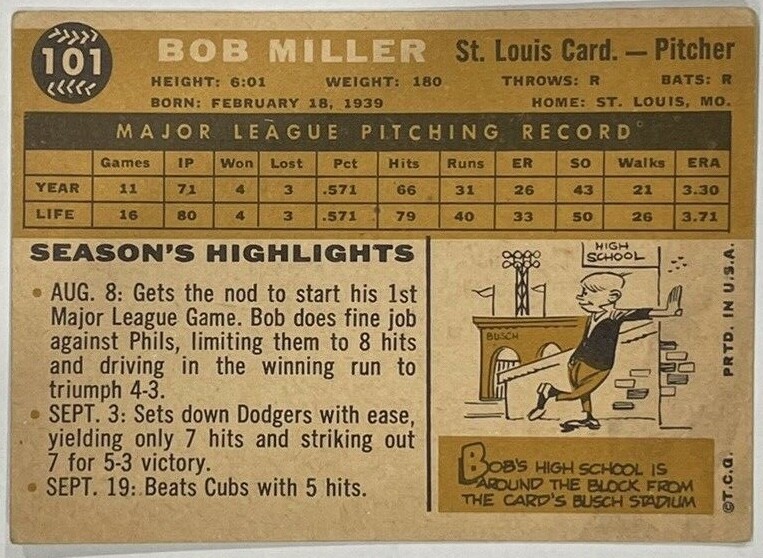 101
BOB MILLER St. Louis Card. — Pitcher
HEIGHT: 6:01 WEIGHT: 180 THROWS: R BATS: R
BORN: FEBRUARY 18, 1939 HOME: ST. LOUIS, MO.
MAJOR LEAGUE PITCHING RECORD
Games IP Won Lost Pct Hits Runs ER SO Walks ERA
YEAR 11 71 4 3 .571 66 31 26 43 21 3.30
LIFE 16 80 4 3 .571 79 40 33 50 26 3.71
SEASON'S HIGHLIGHTS
• AUG. 8: Gets the nod to start his 1st
Major League Game. Bob does fine job
against Phils, limiting them to 8 hits
and driving in the winning run to
triumph 4-3.
• SEPT. 3: Sets down Dodgers with ease,
yielding only 7 hits and striking out
7 for 5-3 victory.
• SEPT. 19: Beats Cubs with 5 hits.
HIGH
SCHOOL
BUSCH
BOB'S HIGH SCHOOL IS
AROUND THE BLOCK FROM
THE CARD'S BUSCH STADIUM
©T.C.G. PRTD. IN U.S.A.